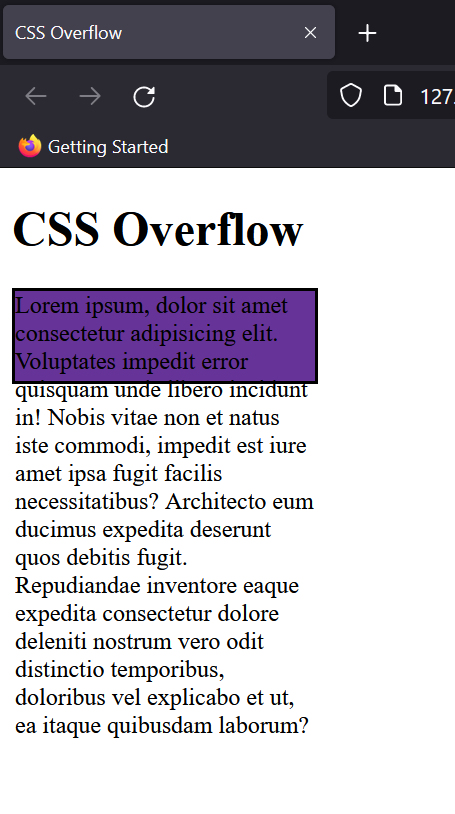 CSS Overflow
127.
Getting Started
CSS Overflow
Lorem ipsum, dolor sit amet
consectetur adipisicing elit.
Voluptates impedit error
quisquam unde libero incidunt
in! Nobis vitae non et natus
iste commodi, impedit est iure
amet ipsa fugit facilis
necessitatibus? Architecto eum
ducimus expedita deserunt
quos debitis fugit.
Repudiandae inventore eaque
expedita consectetur dolore
deleniti nostrum vero odit
distinctio temporibus,
doloribus vel explicabo et ut,
ea itaque quibusdam laborum?